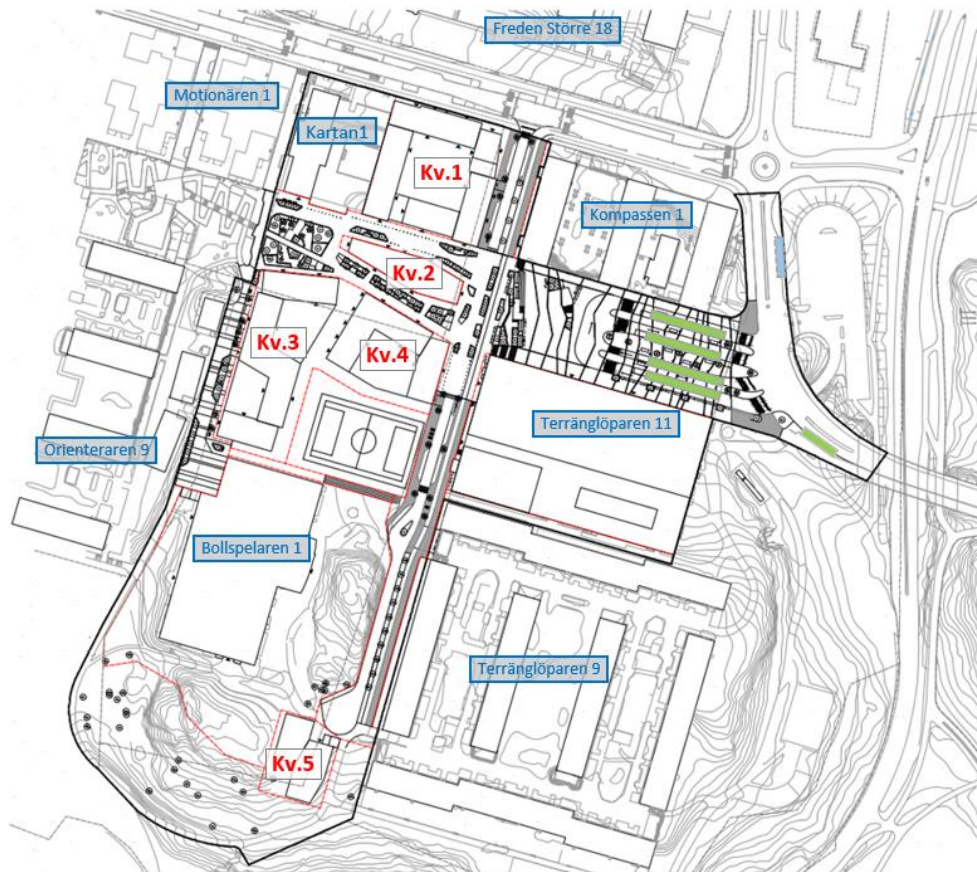 Freden Större 18
Motionären 1
Kartan1
Kv.1
Kompassen 1
Kv.2
Kv.3
Kv.4
Terränglöparen 11
Orienteraren 9
Bollspelaren 1
Terränglöparen 9
Kv.5